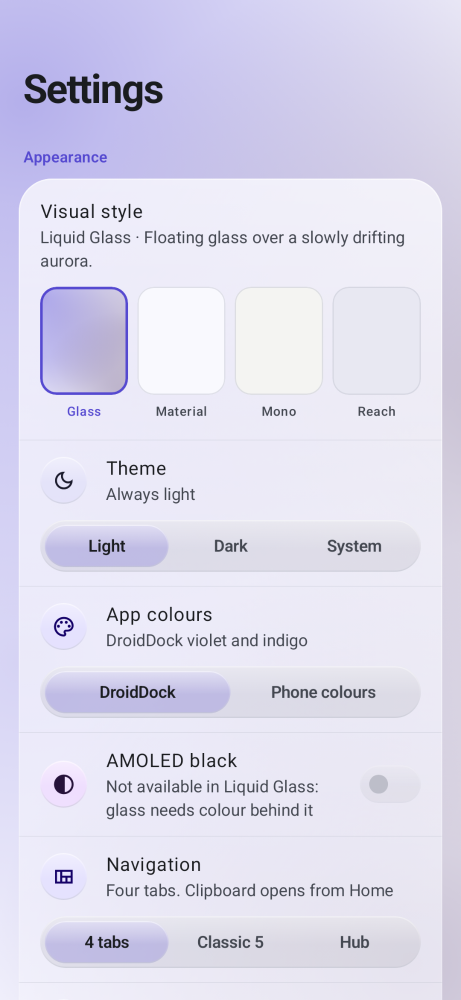 Settings
Appearance
Visual style
Liquid Glass · Floating glass over a slowly drifting
aurora.
Glass
Material
Mono
Reach
Theme
Always light
Light
Dark
System
App colours
DroidDock violet and indigo
DroidDock
Phone colours
AMOLED black
Not available in Liquid Glass:
glass needs colour behind it
Navigation
Four tabs. Clipboard opens from Home
4 tabs
Classic 5
Hub